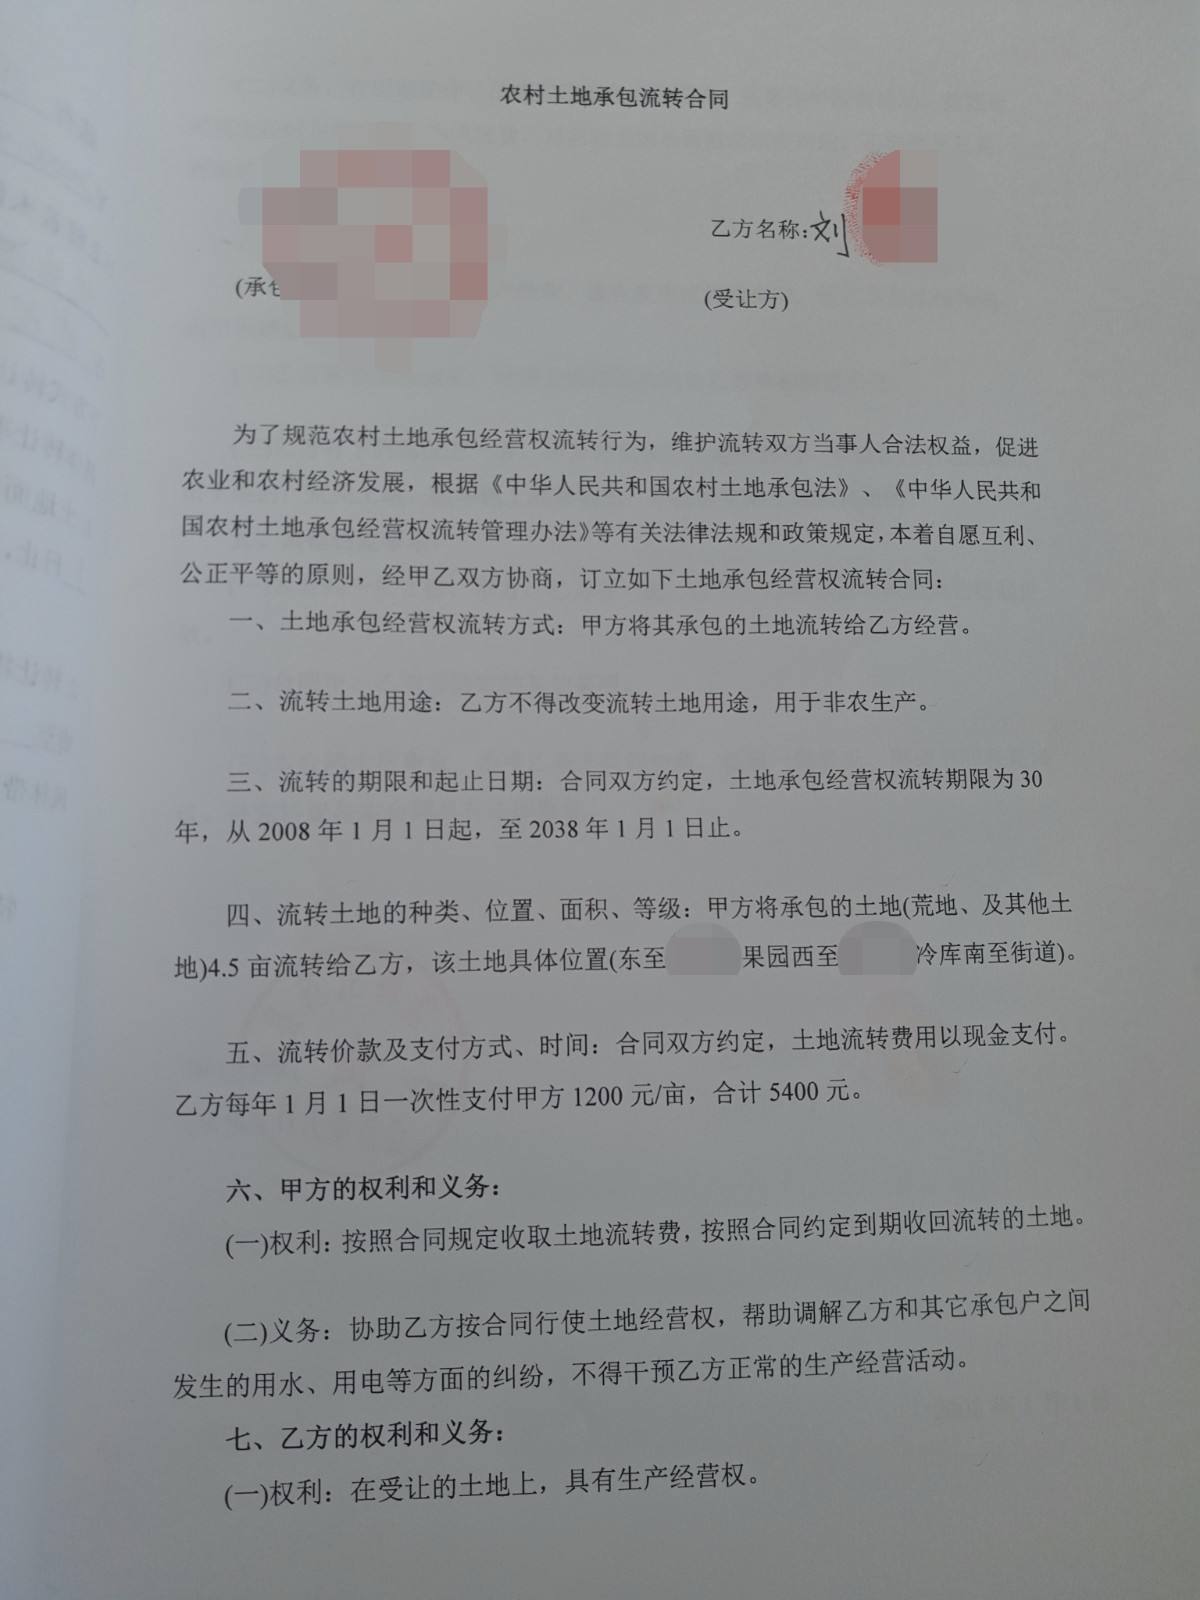 农村土地承包流转合同
乙方名称:刘
(承包
(受让方)
为了规范农村土地承包经营权流转行为，维护流转双方当事人合法权益，促进
农业和农村经济发展，根据《中华人民共和国农村土地承包法》、《中华人民共和
国农村土地承包经营权流转管理办法》等有关法律法规和政策规定,本着自愿互利、
公正平等的原则，经甲乙双方协商，订立如下土地承包经营权流转合同:
一、土地承包经营权流转方式：甲方将其承包的土地流转给乙方经营。
二、流转土地用途：乙方不得改变流转土地用途，用于非农生产。
三、流转的期限和起止日期：合同双方约定，土地承包经营权流转期限为 30
年，从 2008 年 1 月 1 日起，至 2038 年 1 月 1 日止。
四、流转土地的种类、位置、面积、等级：甲方将承包的土地(荒地、及其他土
地)4.5 亩流转给乙方，该土地具体位置(东至 果园西至 冷库南至街道)。
五、流转价款及支付方式、时间：合同双方约定，土地流转费用以现金支付。
乙方每年 1 月 1 日一次性支付甲方 1200 元/亩，合计 5400 元。
六、甲方的权利和义务：
(一)权利：按照合同规定收取土地流转费，按照合同约定到期收回流转的土地。
(二)义务：协助乙方按合同行使土地经营权，帮助调解乙方和其它承包户之间
发生的用水、用电等方面的纠纷，不得干预乙方正常的生产经营活动。
七、乙方的权利和义务：
(一)权利：在受让的土地上，具有生产经营权。